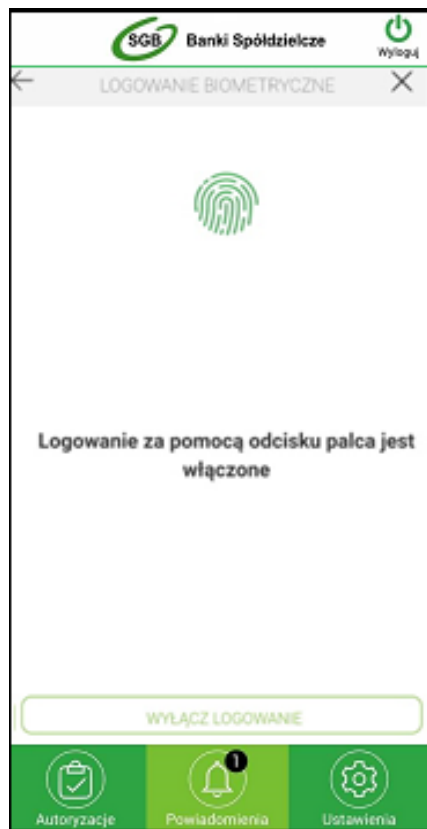 SGB Banki Spółdzielcze
Wyloguj
LOGOWANIE BIOMETRYCZNE
Logowanie za pomocą odcisku palca jest
włączone
WYŁĄCZ LOGOWANIE
1
Autoryzacje Powiadomienia Ustawienia